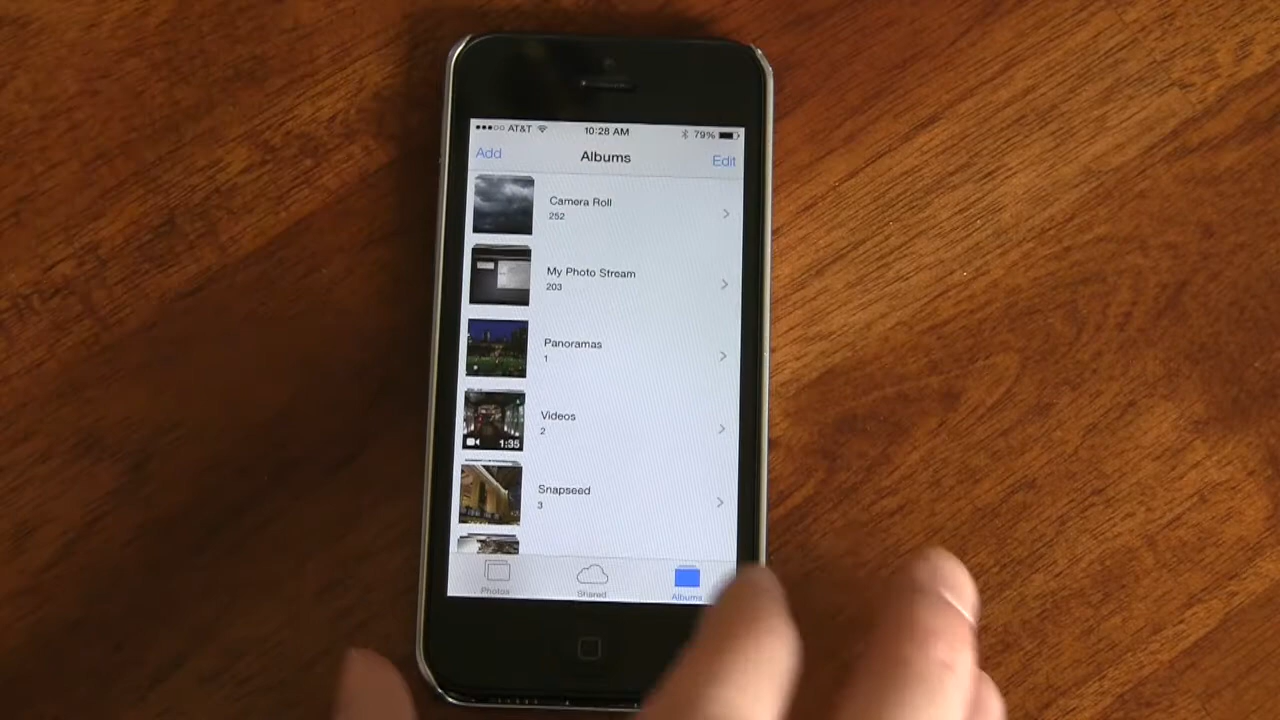 AT&T 10:28 AM 79%
Add Albums Edit
Camera Roll
252
My Photo Stream
203
Panoramas
1
Videos
2
1:35
Snapseed
3
Photos Shared Albums